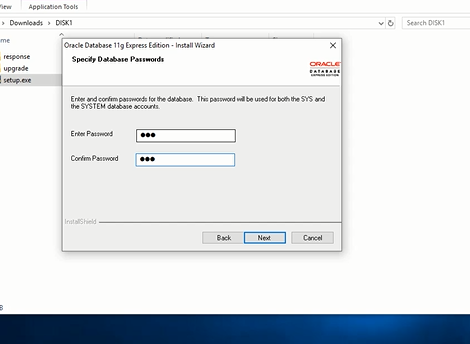 View
Application Tools
> Downloads > DISK1
Search DISK1
response
upgrade
setup.exe
Oracle Database 11g Express Edition - Install Wizard
Specify Database Passwords
ORACLE
DATABASE
EXPRESS EDITION
Enter and confirm passwords for the database. This password will be used for both the SYS and
the SYSTEM database accounts.
Enter Password
Confirm Password
InstallShield
Back
Next
Cancel